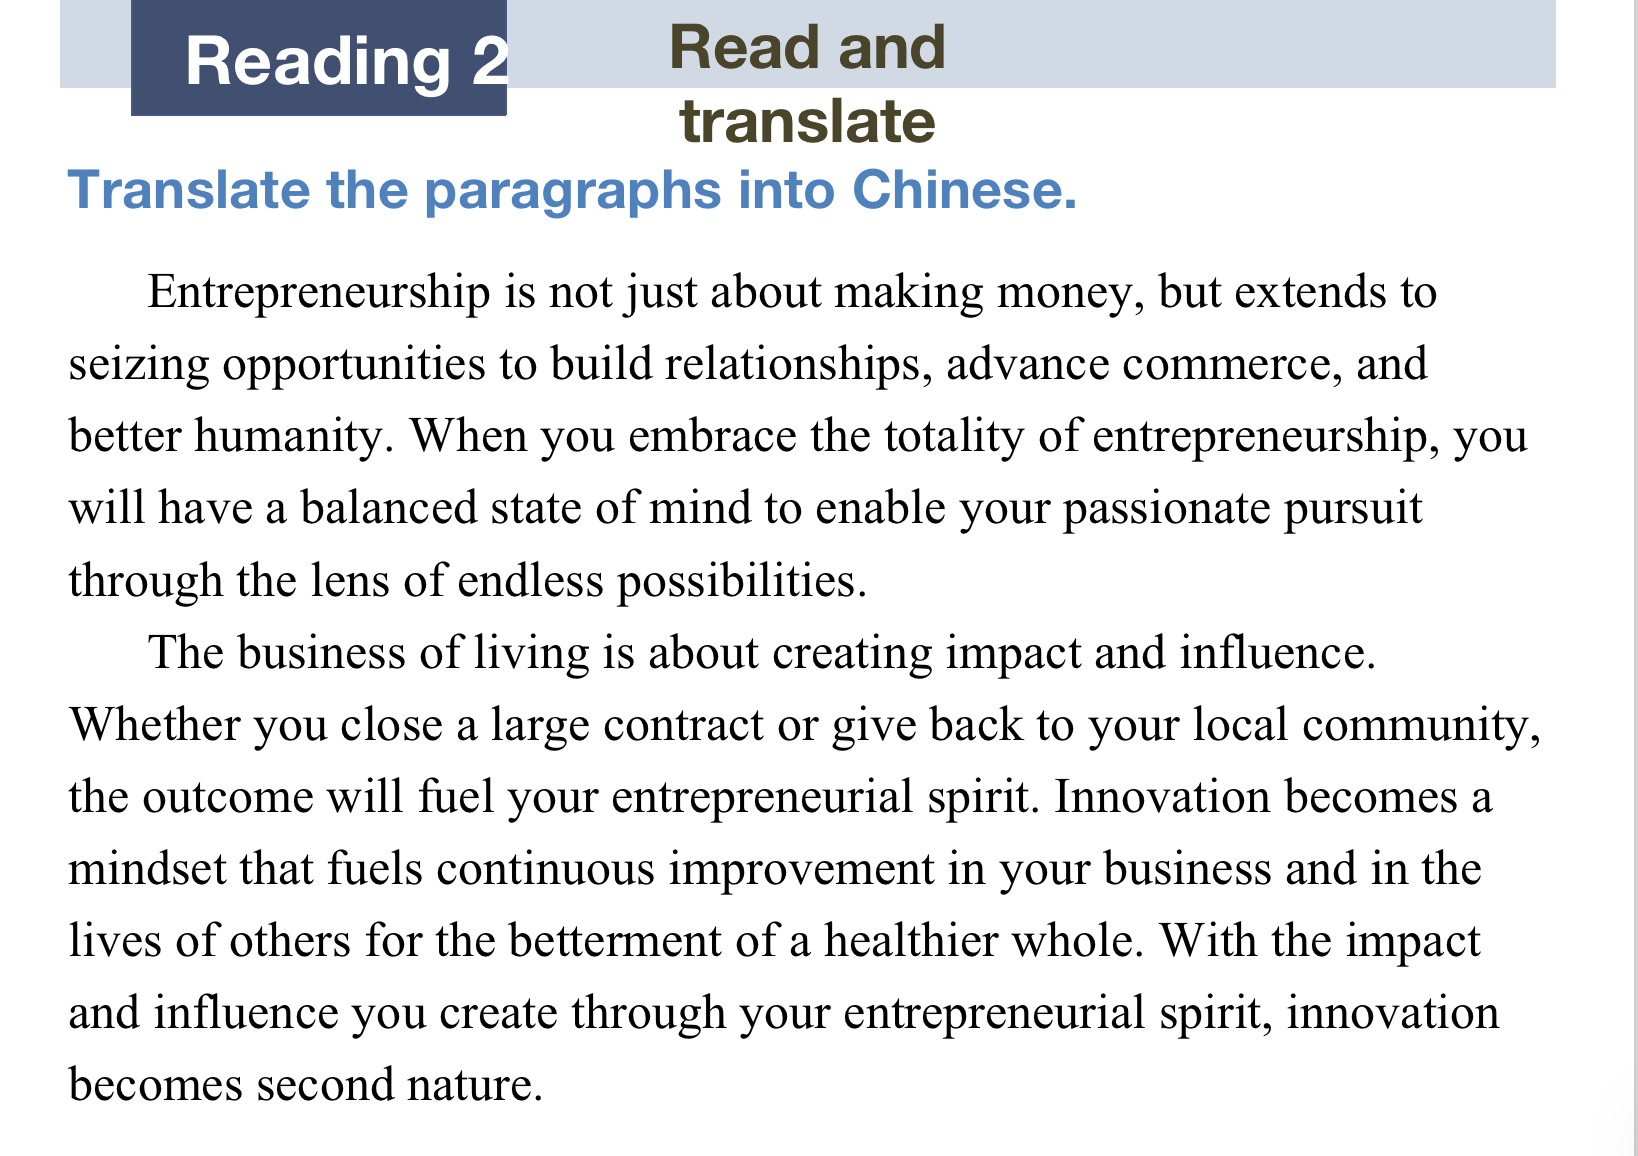 Reading 2
Read and
translate
Translate the paragraphs into Chinese.
Entrepreneurship is not just about making money, but extends to
seizing opportunities to build relationships, advance commerce, and
better humanity. When you embrace the totality of entrepreneurship, you
will have a balanced state of mind to enable your passionate pursuit
through the lens of endless possibilities.
The business of living is about creating impact and influence.
Whether you close a large contract or give back to your local community,
the outcome will fuel your entrepreneurial spirit. Innovation becomes a
mindset that fuels continuous improvement in your business and in the
lives of others for the betterment of a healthier whole. With the impact
and influence you create through your entrepreneurial spirit, innovation
becomes second nature.